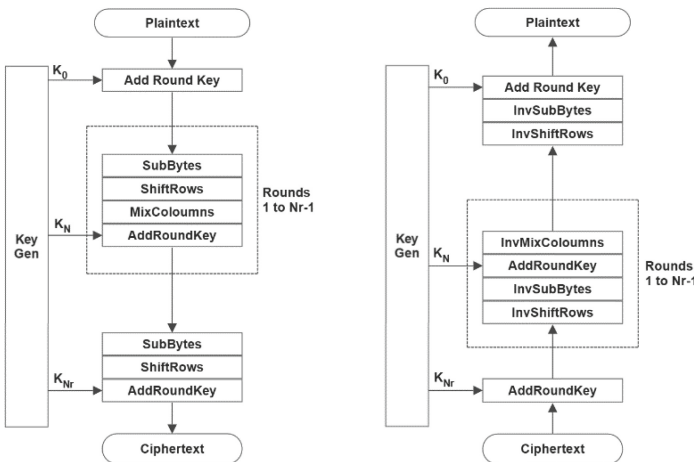 Plaintext
K0
Add Round Key
SubBytes
ShiftRows
MixColoumns
AddRoundKey
Rounds
1 to Nr-1
KN
Key
Gen
SubBytes
ShiftRows
AddRoundKey
KNr
Ciphertext
Plaintext
K0
Add Round Key
InvSubBytes
InvShiftRows
InvMixColoumns
AddRoundKey
InvSubBytes
InvShiftRows
Rounds
1 to Nr-1
KN
Key
Gen
KNr
AddRoundKey
Ciphertext